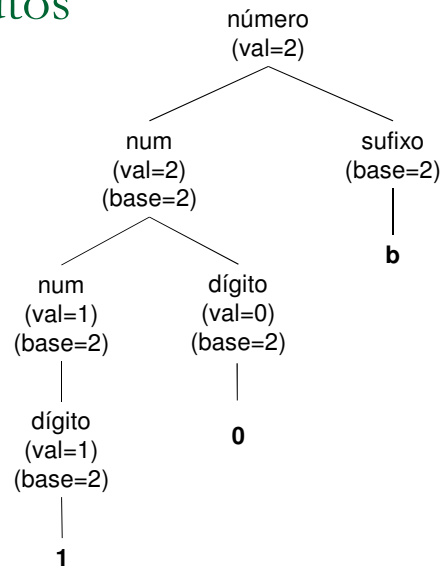 número
(val=2)
num
(val=2)
(base=2)
sufixo
(base=2)
b
num
(val=1)
(base=2)
dígito
(val=0)
(base=2)
dígito
(val=1)
(base=2)
0
1